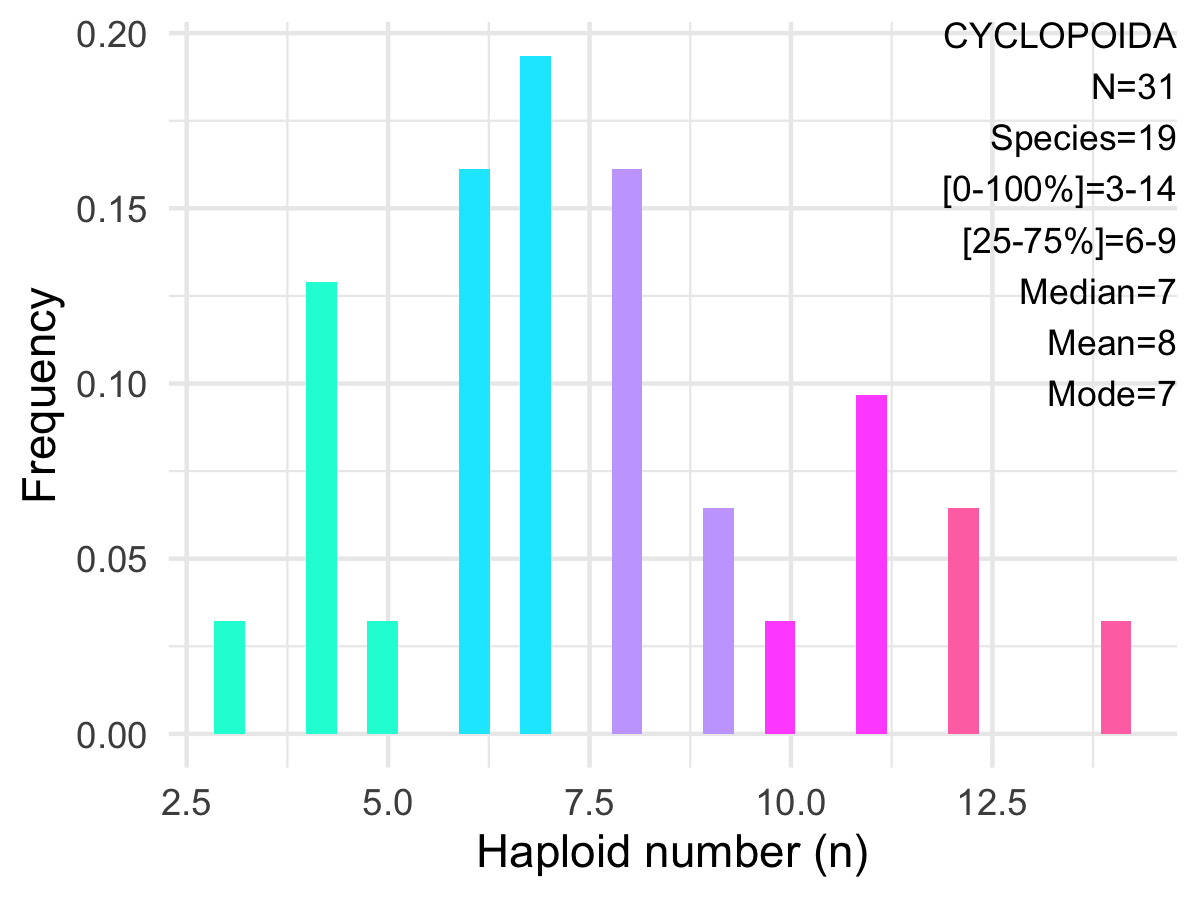 0.20
0.15
0.10
0.05
0.00
Frequency
2.5 5.0 7.5 10.0 12.5
Haploid number (n)
CYCLOPOIDA
N=31
Species=19
[0-100%]=3-14
[25-75%]=6-9
Median=7
Mean=8
Mode=7